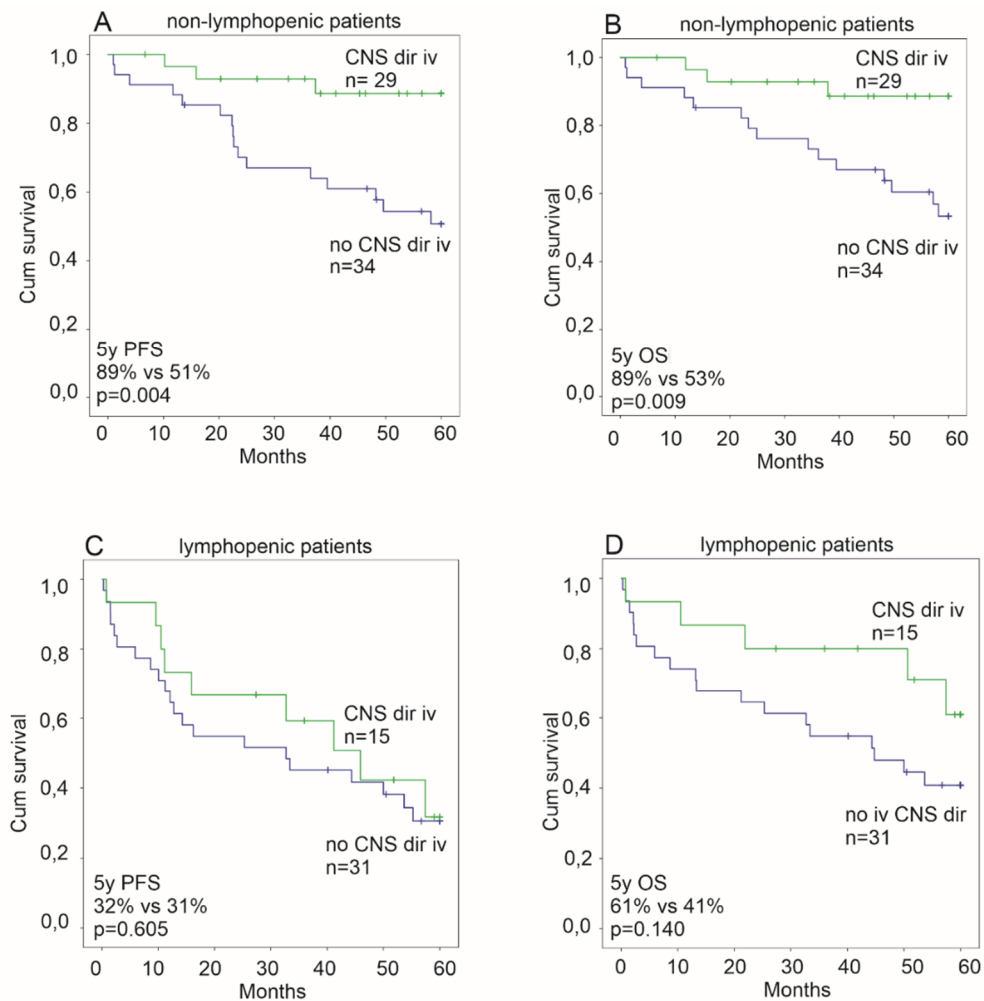 A
non-lymphopenic patients
1,0
0,8
0,6
0,4
0,2
0,0
Cum survival
CNS dir iv
n= 29
no CNS dir iv
n=34
5y PFS
89% vs 51%
p=0.004
0 10 20 30 40 50 60
Months
B
non-lymphopenic patients
1,0
0,8
0,6
0,4
0,2
0,0
Cum survival
CNS dir iv
n=29
no CNS dir iv
n=34
5y OS
89% vs 53%
p=0.009
0 10 20 30 40 50 60
Months
C
lymphopenic patients
1,0
0,8
0,6
0,4
0,2
0,0
Cum survival
CNS dir iv
n=15
no CNS dir iv
n=31
5y PFS
32% vs 31%
p=0.605
0 10 20 30 40 50 60
Months
D
lymphopenic patients
1,0
0,8
0,6
0,4
0,2
0,0
Cum survival
CNS dir iv
n=15
no iv CNS dir
n=31
5y OS
61% vs 41%
p=0.140
0 10 20 30 40 50 60
Months